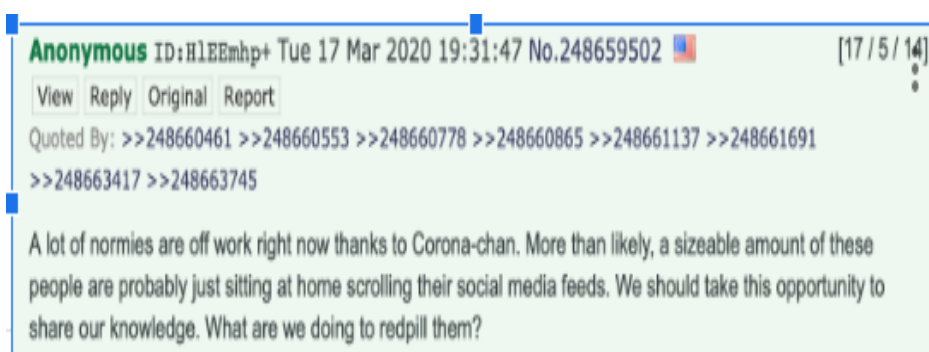 Anonymous ID:HlEEmhp+ Tue 17 Mar 2020 19:31:47 No.248659502 [17 / 5 / 14]
View Reply Original Report
Quoted By: >>248660461 >>248660553 >>248660778 >>248660865 >>248661137 >>248661691
>>248663417 >>248663745
A lot of normies are off work right now thanks to Corona-chan. More than likely, a sizeable amount of these
people are probably just sitting at home scrolling their social media feeds. We should take this opportunity to
share our knowledge. What are we doing to redpill them?